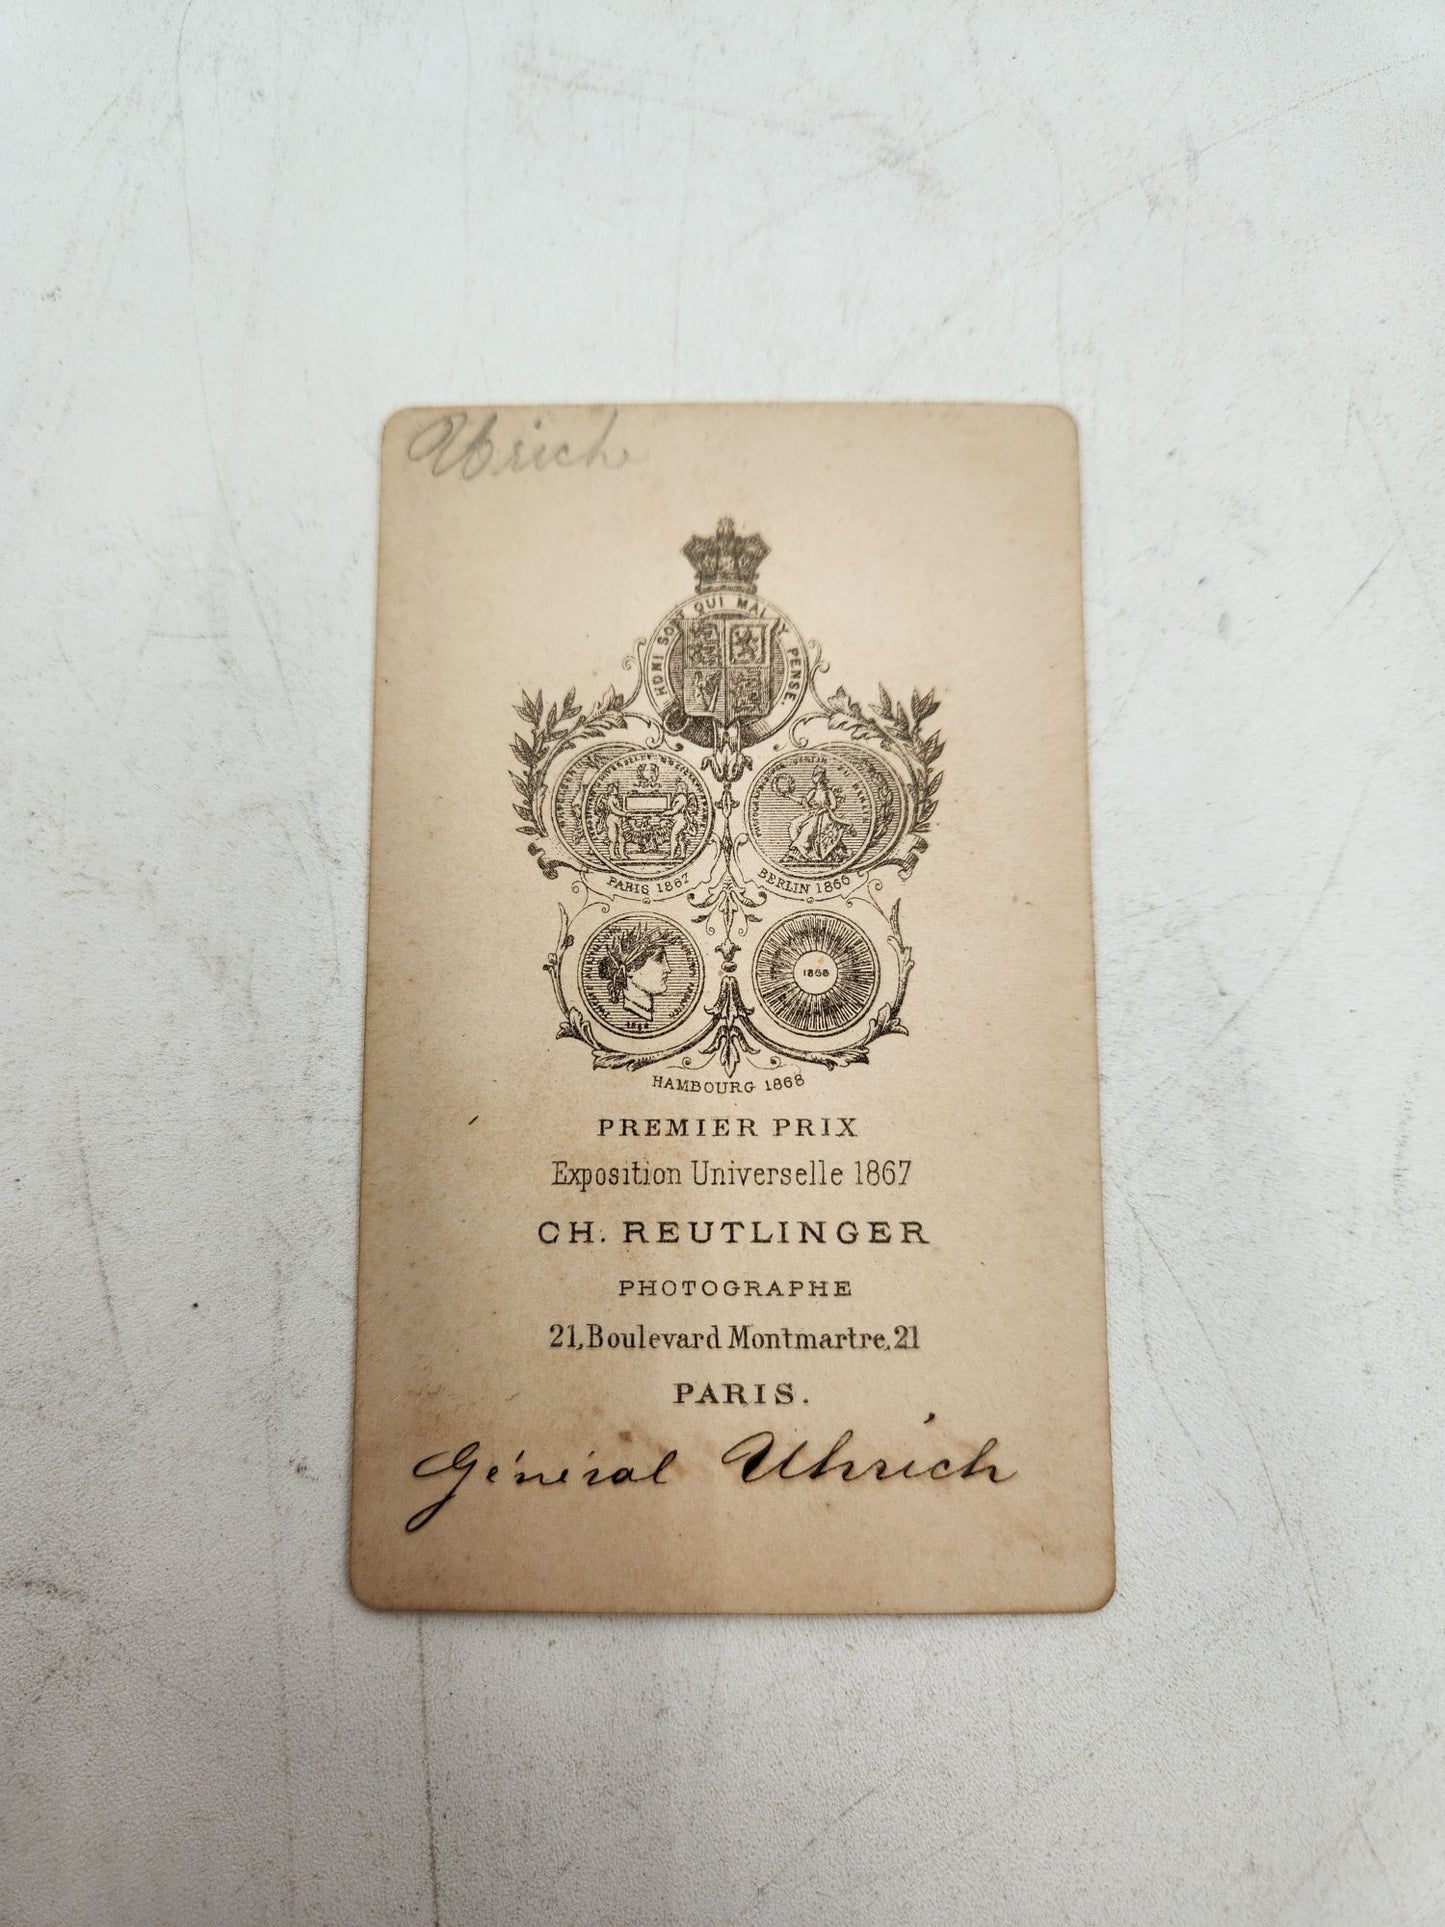 Uhrich
HONI SOIT QUI MAL Y PENSE.
PARIS 1867
BERLIN 1866
1868
HAMBOURG 1868
PREMIER PRIX
Exposition Universelle 1867
CH. REUTLINGER
PHOTOGRAPHE
21, Boulevard Montmartre, 21
PARIS.
Général Uhrich